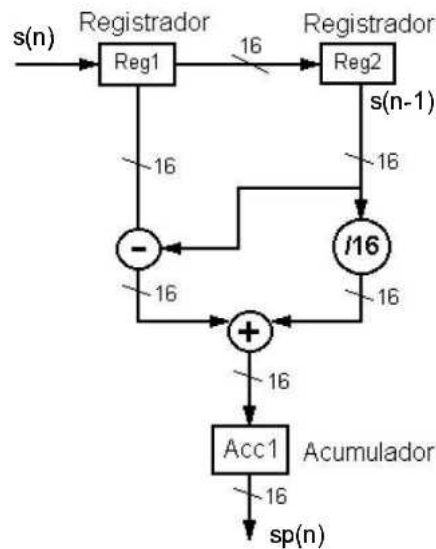 Registrador
Registrador
s(n)
16
Reg1
Reg2
s(n-1)
16
16
-
/16
16
16
+
16
Acc1
Acumulador
16
sp(n)